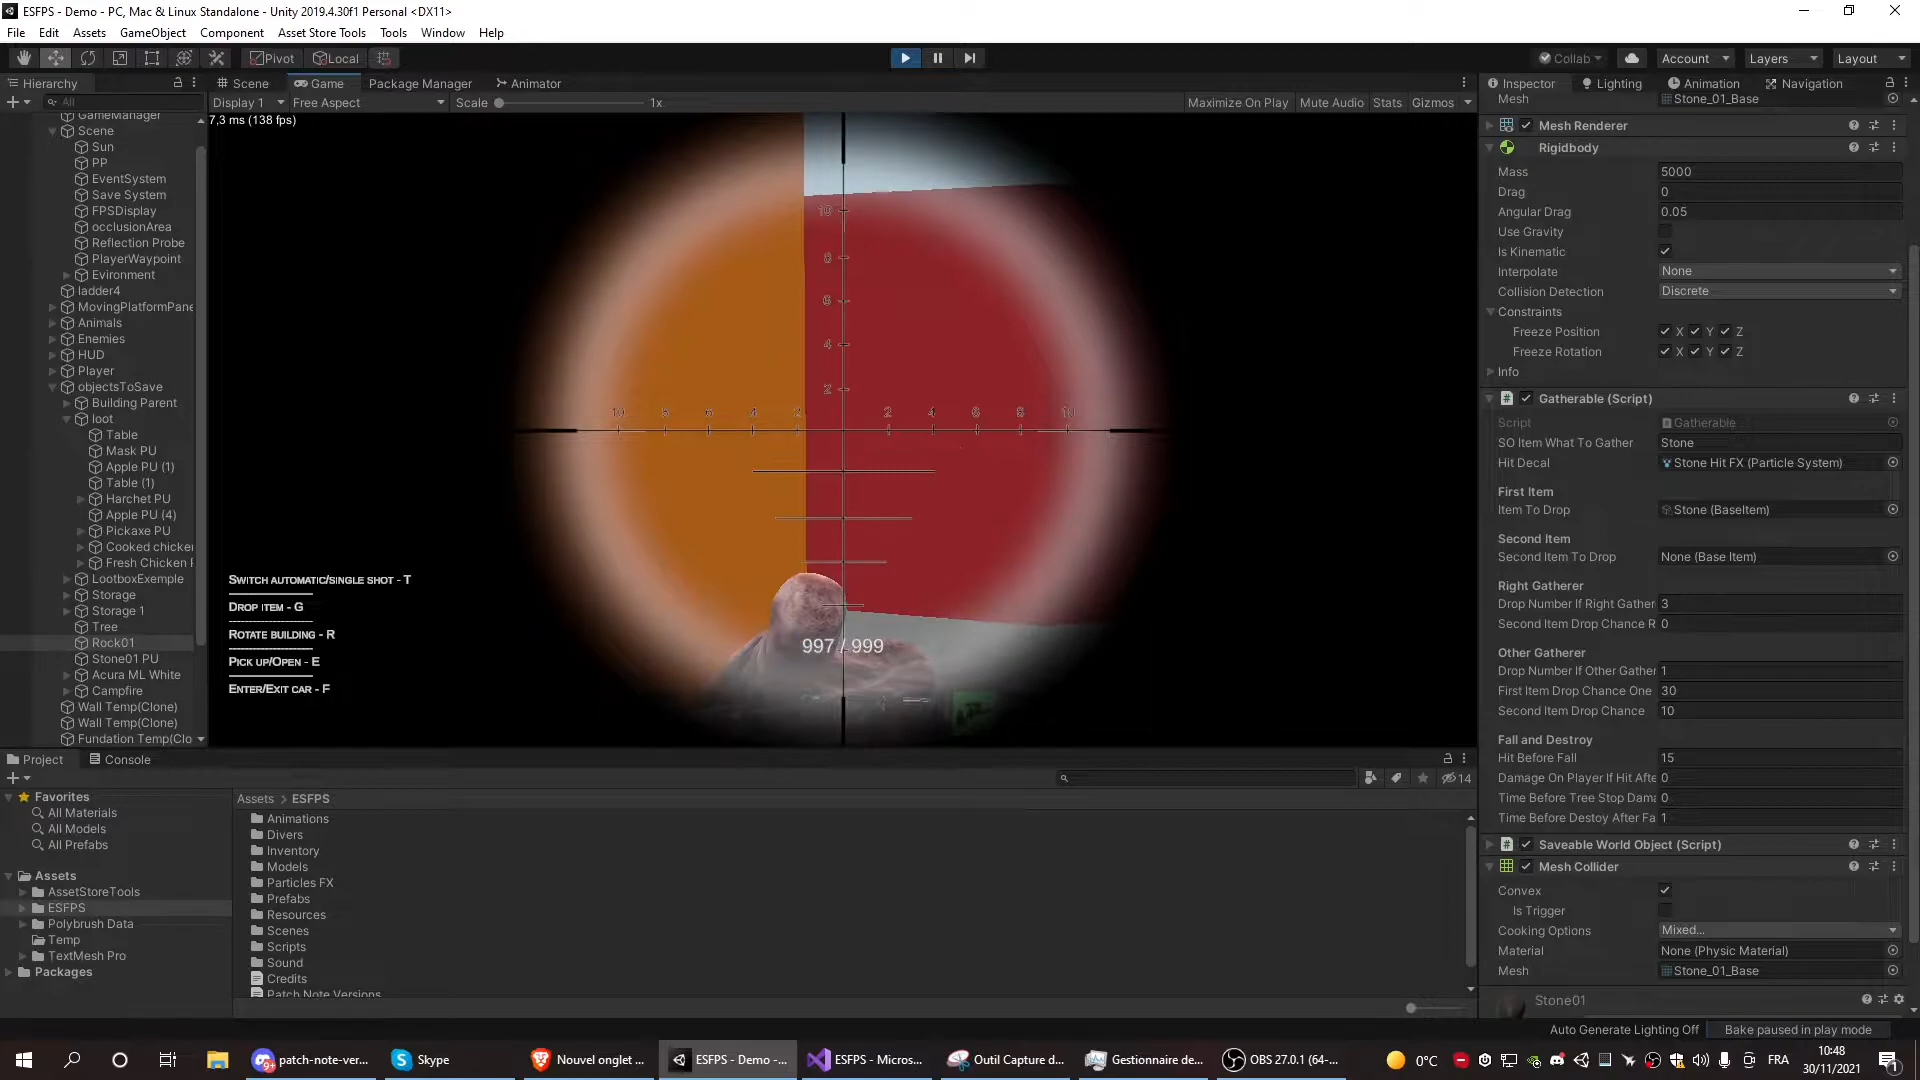 ESFPS - Demo - PC, Mac & Linux Standalone - Unity 2019.4.30f1 Personal <DX11>
File Edit Assets GameObject Component Asset Store Tools Tools Window Help
Pivot Local Collab Account Layers Layout
Hierarchy Scene Game Package Manager Animator Inspector Lighting Animation Navigation
All Display 1 Free Aspect Scale 1x Maximize On Play Mute Audio Stats Gizmos
7,3 ms (138 fps)
GameManager
Scene
Sun
PP
EventSystem
Save System
FPSDisplay
occlusionArea
Reflection Probe
PlayerWaypoint
Evironment
ladder4
MovingPlatformPane
Animals
Enemies
HUD
Player
objectsToSave
Building Parent
loot
Table
Mask PU
Apple PU (1)
Table (1)
Harchet PU
Apple PU (4)
Pickaxe PU
Cooked chicken
Fresh Chicken
LootboxExemple
Storage
Storage 1
Tree
Rock01
Stone01 PU
Acura ML White
Campfire
Wall Temp(Clone)
Wall Temp(Clone)
Fundation Temp(Clo
10
8
6
4
2
10 6 4 2 2 4 6 8 10
Switch automatic/single shot - T
Drop item - G
Rotate building - R
Pick up/Open - E
Enter/Exit car - F
997 / 999
Mesh Stone_01_Base
Mesh Renderer
Rigidbody
Mass 5000
Drag 0
Angular Drag 0.05
Use Gravity
Is Kinematic
Interpolate None
Collision Detection Discrete
Constraints
Freeze Position X Y Z
Freeze Rotation X Y Z
Info
Gatherable (Script)
Script Gatherable
SO Item What To Gather Stone
Hit Decal Stone Hit FX (Particle System)
First Item
Item To Drop Stone (BaseItem)
Second Item
Second Item To Drop None (Base Item)
Right Gatherer
Drop Number If Right Gather 3
Second Item Drop Chance R 0
Other Gatherer
Drop Number If Other Gather 1
First Item Drop Chance One 30
Second Item Drop Chance 10
Fall and Destroy
Hit Before Fall 15
Damage On Player If Hit Afte 0
Time Before Tree Stop Dama 0
Time Before Destoy After Fa 1
Saveable World Object (Script)
Mesh Collider
Convex
Is Trigger
Cooking Options Mixed...
Material None (Physic Material)
Mesh Stone_01_Base
Stone01
Project Console
14
Favorites
All Materials
All Models
All Prefabs
Assets
AssetStoreTools
ESFPS
Polybrush Data
Temp
TextMesh Pro
Packages
Assets > ESFPS
Animations
Divers
Inventory
Models
Particles FX
Prefabs
Resources
Scenes
Scripts
Sound
Credits
Patch Note Versions
Auto Generate Lighting Off Bake paused in play mode
patch-note-ver... Skype Nouvel onglet ... ESFPS - Demo -... ESFPS - Micros... Outil Capture d... Gestionnaire de... OBS 27.0.1 (64-... 0°C FRA 10:48
30/11/2021